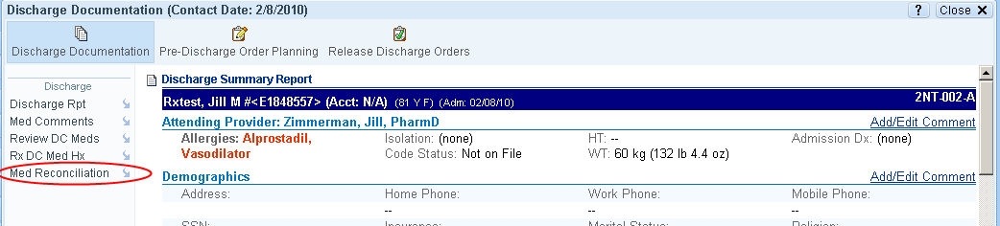 Discharge Documentation (Contact Date: 2/8/2010) ? Close X
Discharge Documentation Pre-Discharge Order Planning Release Discharge Orders
Discharge
Discharge Rpt
Med Comments
Review DC Meds
Rx DC Med Hx
Med Reconciliation
Discharge Summary Report
Rxtest, Jill M #<E1848557> (Acct: N/A) (81 Y F) (Adm: 02/08/10) 2NT-002-A
Attending Provider: Zimmerman, Jill, PharmD Add/Edit Comment
Allergies: Alprostadil, Isolation: (none) HT: -- Admission Dx: (none)
Vasodilator Code Status: Not on File WT: 60 kg (132 lb 4.4 oz)
Demographics Add/Edit Comment
Address: Home Phone: Work Phone: Mobile Phone:
-- -- --
SSN: Insurance: Marital Status: Religion: